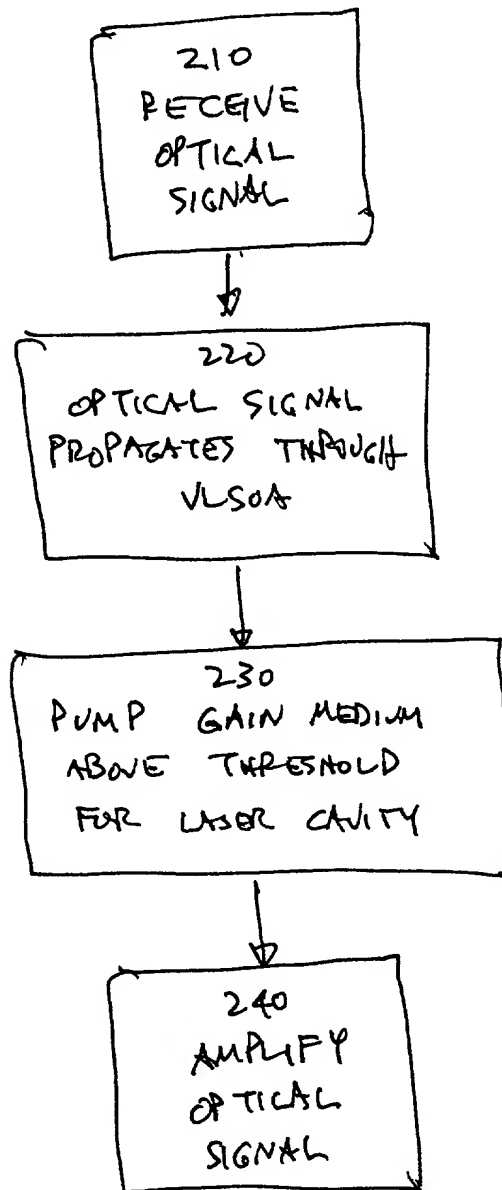 210
RECEIVE
OPTICAL
SIGNAL
220
OPTICAL SIGNAL
PROPAGATES THROUGH
VLSOA
230
PUMP GAIN MEDIUM
ABOVE THRESHOLD
FOR LASER CAVITY
240
AMPLIFY
OPTICAL
SIGNAL